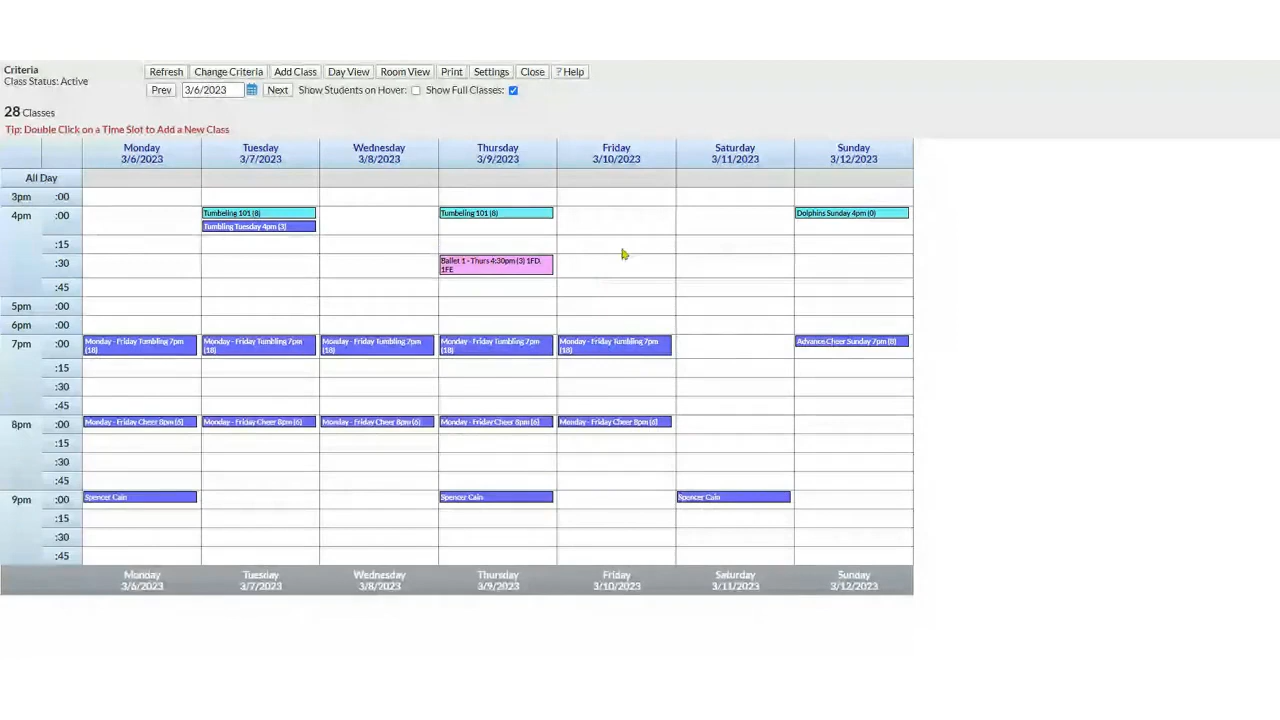 Criteria
Class Status: Active
Refresh Change Criteria Add Class Day View Room View Print Settings Close ? Help
Prev 3/6/2023 Next Show Students on Hover: Show Full Classes:
28 Classes
Tip: Double Click on a Time Slot to Add a New Class
Monday Tuesday Wednesday Thursday Friday Saturday Sunday
3/6/2023 3/7/2023 3/8/2023 3/9/2023 3/10/2023 3/11/2023 3/12/2023
All Day
3pm :00
4pm :00 Tumbeling 101 (8) Tumbeling 101 (8) Dolphins Sunday 4pm (0)
Tumbling Tuesday 4pm (3)
:15
:30 Ballet 1 - Thurs 4:30pm (3) 1FD,
1FE
:45
5pm :00
6pm :00
7pm :00 Monday - Friday Tumbling 7pm Monday - Friday Tumbling 7pm Monday - Friday Tumbling 7pm Monday - Friday Tumbling 7pm Monday - Friday Tumbling 7pm Advance Cheer Sunday 7pm (8)
(18) (18) (18) (18) (18)
:15
:30
:45
8pm :00 Monday - Friday Cheer 8pm (6) Monday - Friday Cheer 8pm (6) Monday - Friday Cheer 8pm (6) Monday - Friday Cheer 8pm (6) Monday - Friday Cheer 8pm (6)
:15
:30
:45
9pm :00 Spencer Cain Spencer Cain Spencer Cain
:15
:30
:45
Monday Tuesday Wednesday Thursday Friday Saturday Sunday
3/6/2023 3/7/2023 3/8/2023 3/9/2023 3/10/2023 3/11/2023 3/12/2023